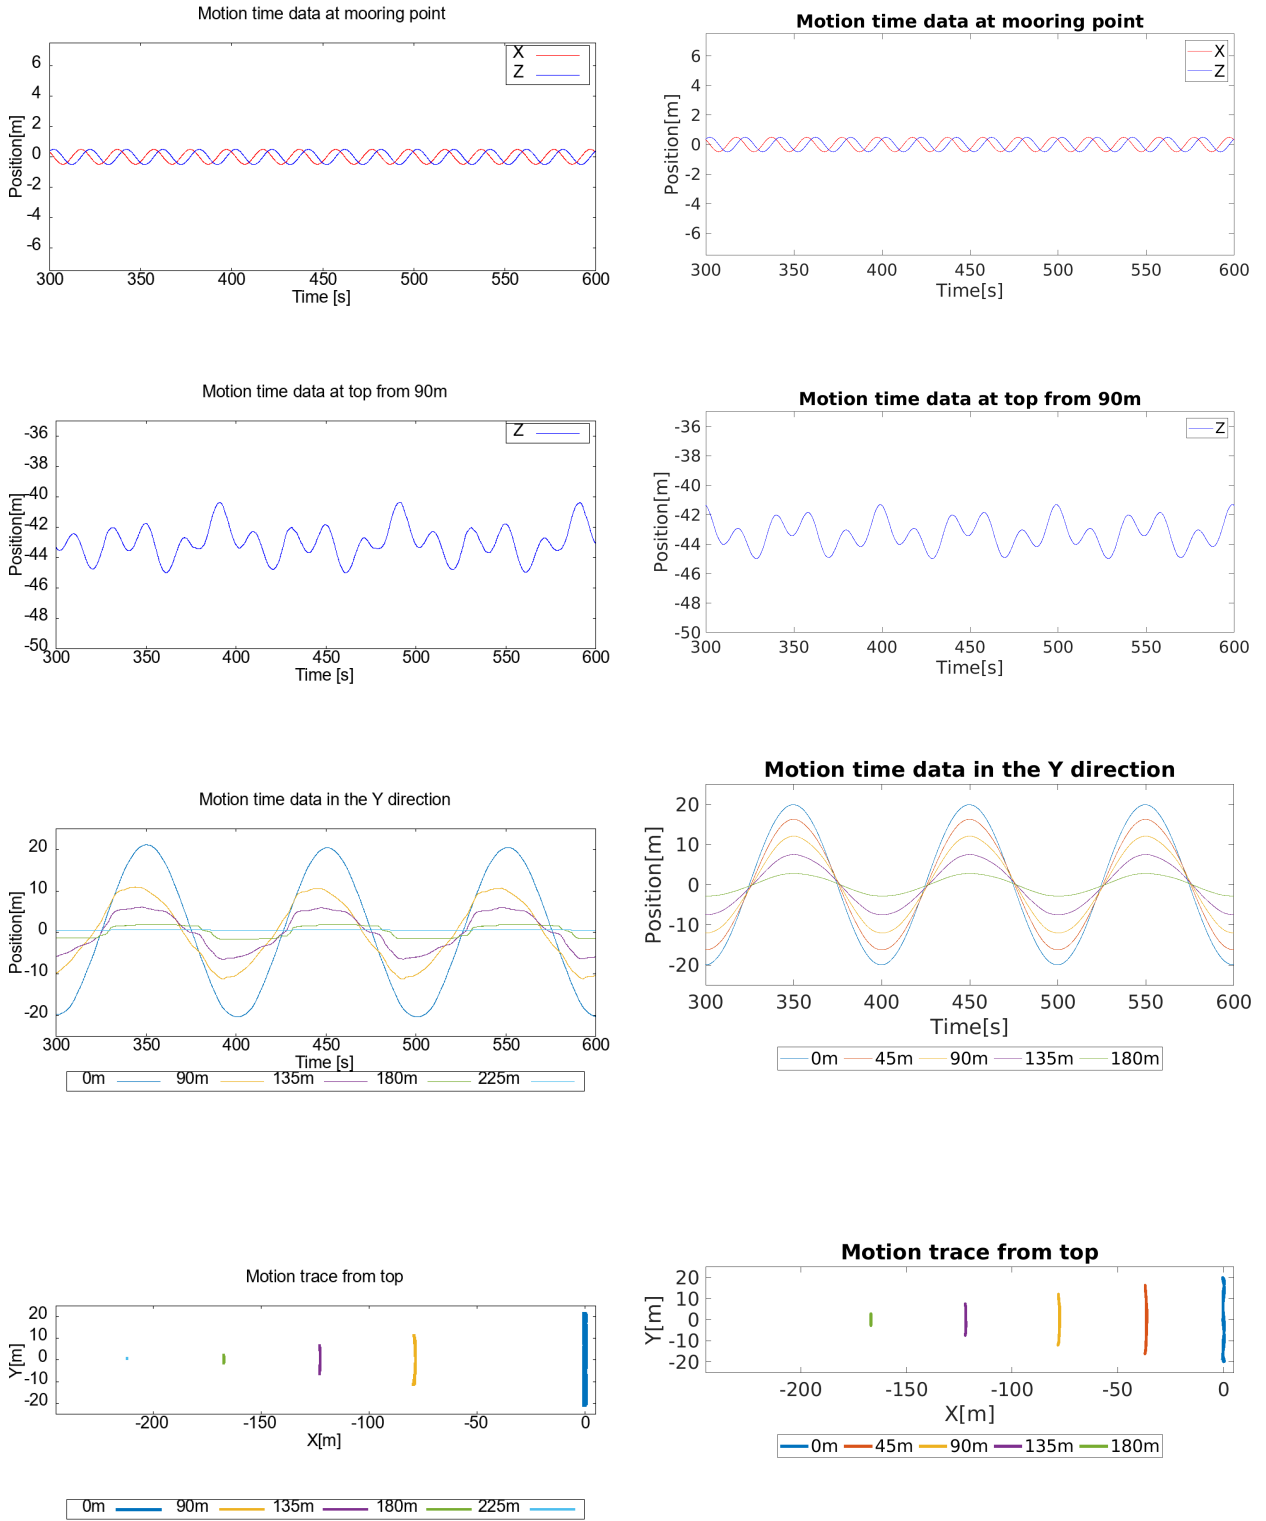 Motion time data at mooring point
X
Z
6
4
2
0
-2
-4
-6
Position[m]
300 350 400 450 500 550 600
Time [s]
Motion time data at mooring point
X
Z
6
4
2
0
-2
-4
-6
Position[m]
300 350 400 450 500 550 600
Time[s]
Motion time data at top from 90m
Z
-36
-38
-40
-42
-44
-46
-48
-50
Position[m]
300 350 400 450 500 550 600
Time [s]
Motion time data at top from 90m
Z
-36
-38
-40
-42
-44
-46
-48
-50
Position[m]
300 350 400 450 500 550 600
Time[s]
Motion time data in the Y direction
20
10
0
-10
-20
Position[m]
300 350 400 450 500 550 600
Time [s]
0m 90m 135m 180m 225m
Motion time data in the Y direction
20
10
0
-10
-20
Position[m]
300 350 400 450 500 550 600
Time[s]
0m 45m 90m 135m 180m
Motion trace from top
20
10
0
-10
-20
Y[m]
-200 -150 -100 -50 0
X[m]
0m 90m 135m 180m 225m
Motion trace from top
20
10
0
-10
-20
Y[m]
-200 -150 -100 -50 0
X[m]
0m 45m 90m 135m 180m